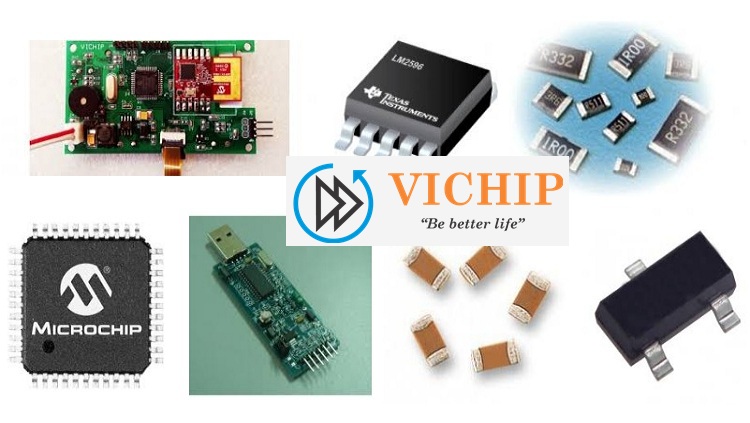 VICHIP
LM2596
TEXAS
INSTRUMENTS
R332
1R00
R332
1R00
VICHIP
“Be better life”
MICROCHIP